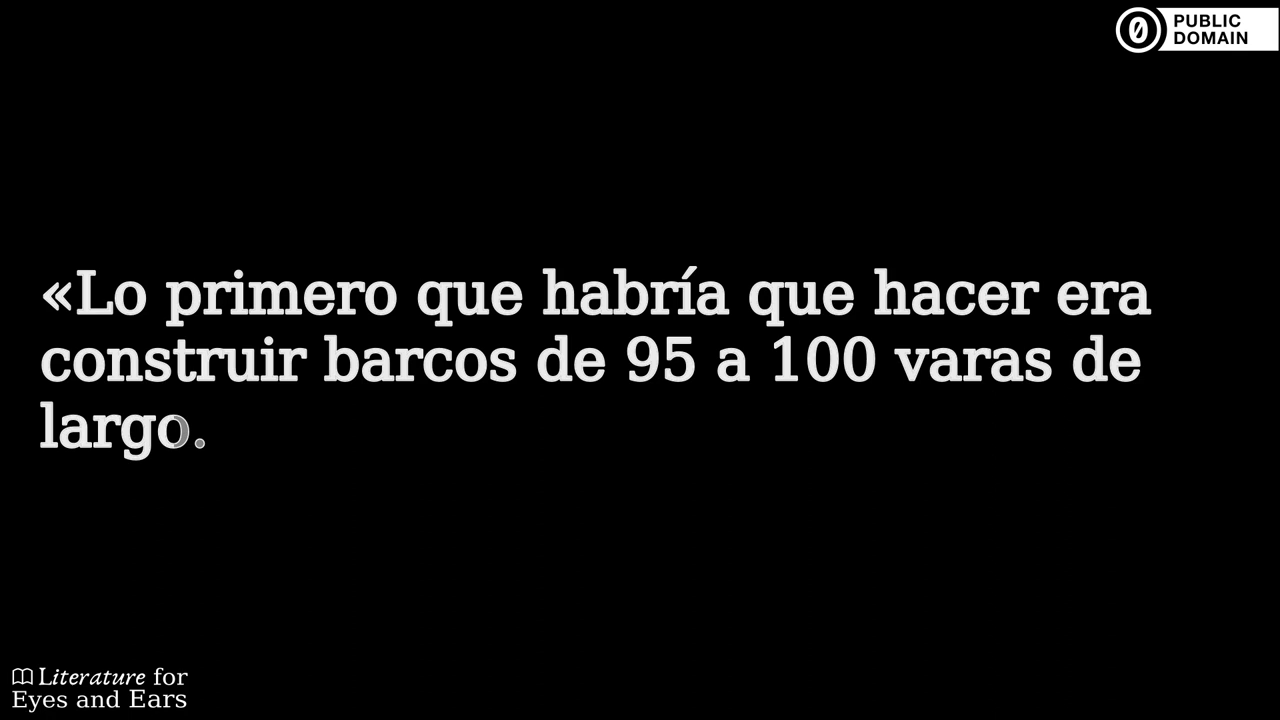 PUBLIC
DOMAIN
«Lo primero que habría que hacer era
construir barcos de 95 a 100 varas de
largo.
Literature for
Eyes and Ears